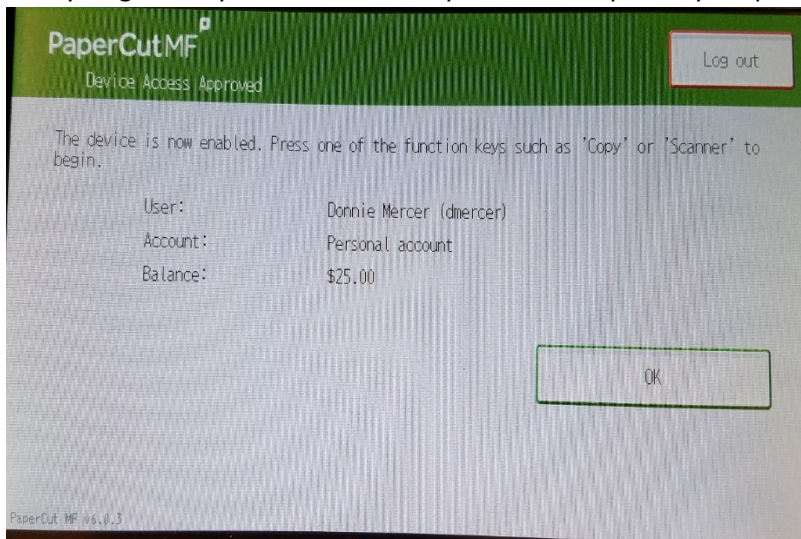 PaperCutMF
Device Access Approved
Log out
The device is now enabled. Press one of the function keys such as 'Copy' or 'Scanner' to
begin.
User: Donnie Mercer (dmercer)
Account: Personal account
Balance: $25.00
OK
PaperCut MF v6.0.3